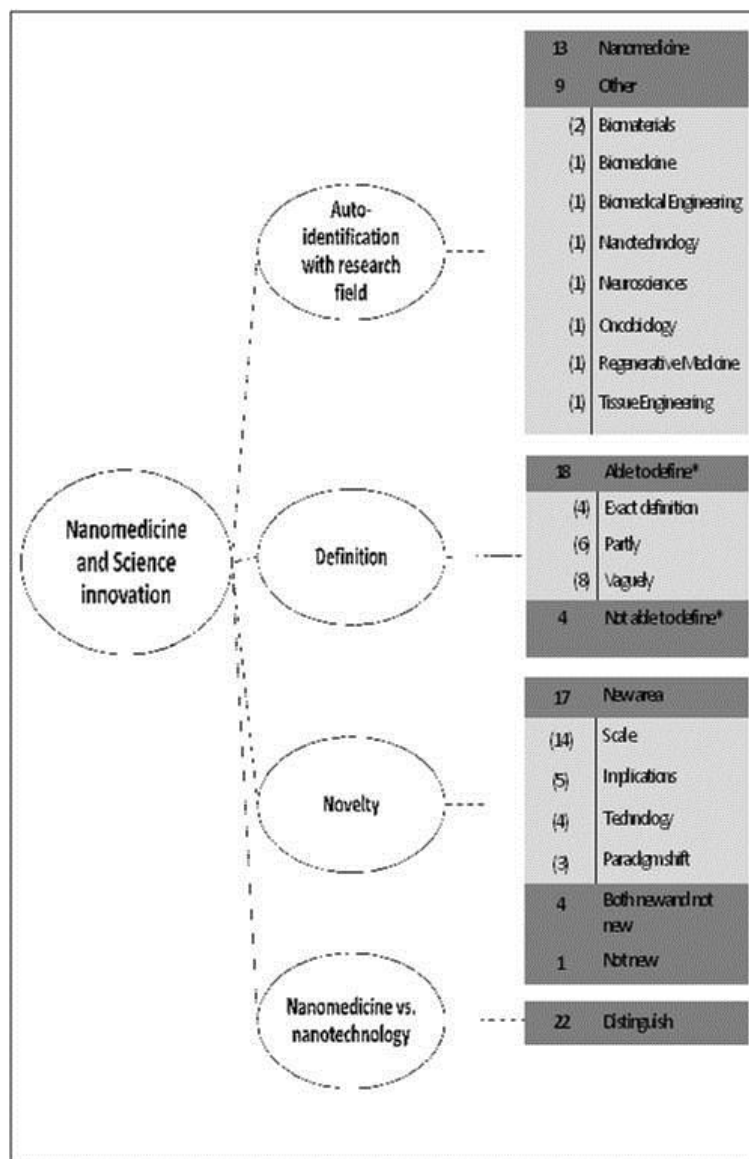 13 Nanomedicine
9 Other
(2) Biomaterials
(1) Biomedicine
(1) Biomedical Engineering
(1) Nanotechnology
(1) Neurosciences
(1) Oncobiology
(1) Regenerative Medicine
(1) Tissue Engineering
Auto-
identification
with research
field
18 Able to define*
(4) Exact definition
(6) Partly
(8) Vaguely
4 Not able to define*
Nanomedicine
and Science
innovation
Definition
17 New area
(14) Scale
(5) Implications
(4) Technology
(3) Paradigm shift
4 Both new and not
new
1 Not new
Novelty
Nanomedicine vs.
nanotechnology
22 Distinguish